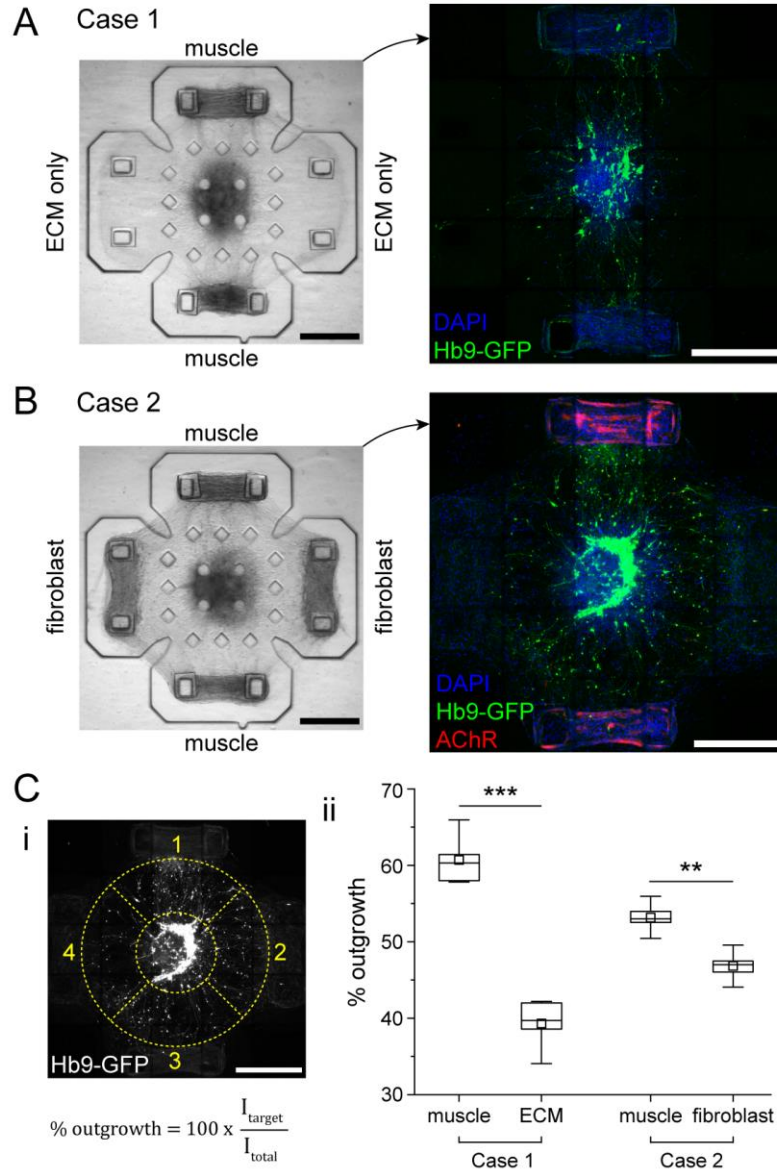 A Case 1
muscle
ECM only
ECM only
muscle
DAPI
Hb9-GFP
B Case 2
muscle
fibroblast
fibroblast
muscle
DAPI
Hb9-GFP
AChR
C
i
1
4
2
3
Hb9-GFP
% outgrowth = 100 x I_target / I_total
ii
70
60
50
40
30
% outgrowth
***
**
muscle ECM muscle fibroblast
Case 1 Case 2